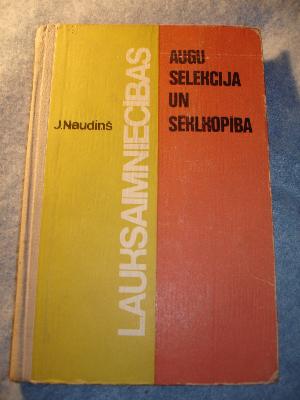 J. Naudiņš
LAUKSAIMNIECĪBAS
AUGU
SELEKCIJA
UN
SĒKLKOPĪBA